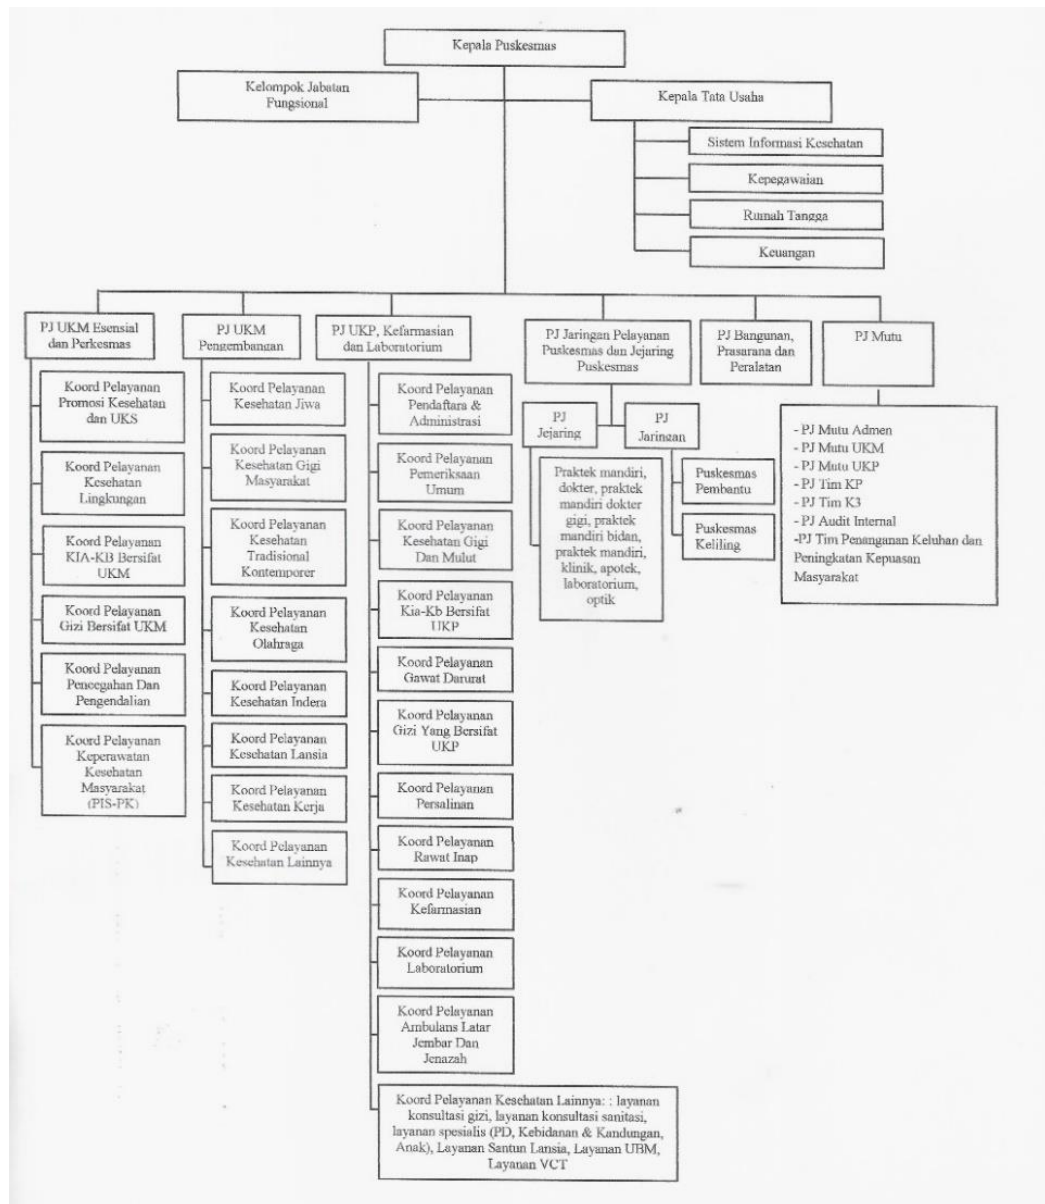 Kepala Puskesmas
Kelompok Jabatan
Fungsional
Kepala Tata Usaha
Sistem Informasi Kesehatan
Kepegawaian
Rumah Tangga
Keuangan
PJ UKM Esensial
dan Perkesmas
Koord Pelayanan
Promosi Kesehatan
dan UKS
Koord Pelayanan
Kesehatan
Lingkungan
Koord Pelayanan
KIA-KB Bersifat
UKM
Koord Pelayanan
Gizi Bersifat UKM
Koord Pelayanan
Pencegahan Dan
Pengendalian
Koord Pelayanan
Keperawatan
Kesehatan
Masyarakat
(PIS-PK)
PJ UKM
Pengembangan
Koord Pelayanan
Kesehatan Jiwa
Koord Pelayanan
Kesehatan Gigi
Masyarakat
Koord Pelayanan
Kesehatan
Tradisional
Kontemporer
Koord Pelayanan
Kesehatan
Olahraga
Koord Pelayanan
Kesehatan Indera
Koord Pelayanan
Kesehatan Lansia
Koord Pelayanan
Kesehatan Kerja
Koord Pelayanan
Kesehatan Lainnya
PJ UKP, Kefarmasian
dan Laboratorium
Koord Pelayanan
Pendaftara &
Administrasi
Koord Pelayanan
Pemeriksaan
Umum
Koord Pelayanan
Kesehatan Gigi
Dan Mulut
Koord Pelayanan
Kia-Kb Bersifat
UKP
Koord Pelayanan
Gawat Darurat
Koord Pelayanan
Gizi Yang Bersifat
UKP
Koord Pelayanan
Persalinan
Koord Pelayanan
Rawat Inap
Koord Pelayanan
Kefarmasian
Koord Pelayanan
Laboratorium
Koord Pelayanan
Ambulans Latar
Jembar Dan
Jenazah
Koord Pelayanan Kesehatan Lainnya: : layanan
konsultasi gizi, layanan konsultasi sanitasi,
layanan spesialis (PD, Kebidanan & Kandungan,
Anak), Layanan Santun Lansia, Layanan UBM,
Layanan VCT
PJ Jaringan Pelayanan
Puskesmas dan Jejaring
Puskesmas
PJ
Jejaring
Praktek mandiri,
dokter, praktek
mandiri dokter
gigi, praktek
mandiri bidan,
praktek mandiri,
klinik, apotek,
laboratorium,
optik
PJ
Jaringan
Puskesmas
Pembantu
Puskesmas
Keliling
PJ Bangunan,
Prasarana dan
Peralatan
PJ Mutu
- PJ Mutu Admen
- PJ Mutu UKM
- PJ Mutu UKP
- PJ Tim KP
- PJ Tim K3
- PJ Audit Internal
-PJ Tim Penanganan Keluhan dan
Peningkatan Kepuasan
Masyarakat